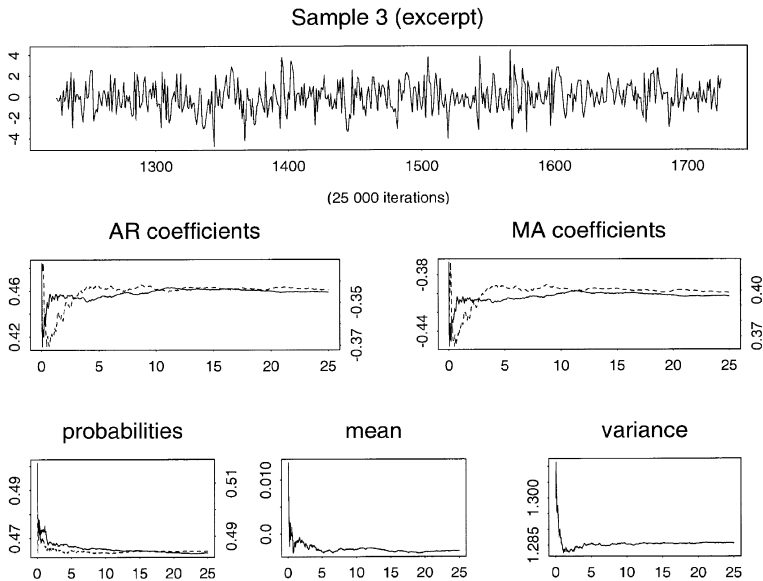 Sample 3 (excerpt)
4
2
0
-2
-4
1300 1400 1500 1600 1700
(25 000 iterations)
AR coefficients
0.46
0.42
-0.35
-0.37
0 5 10 15 20 25
MA coefficients
-0.38
-0.44
0.40
0.37
0 5 10 15 20 25
probabilities
0.49
0.47
0.51
0.49
0 5 10 15 20 25
mean
0.010
0.0
0 5 10 15 20 25
variance
1.300
1.285
0 5 10 15 20 25